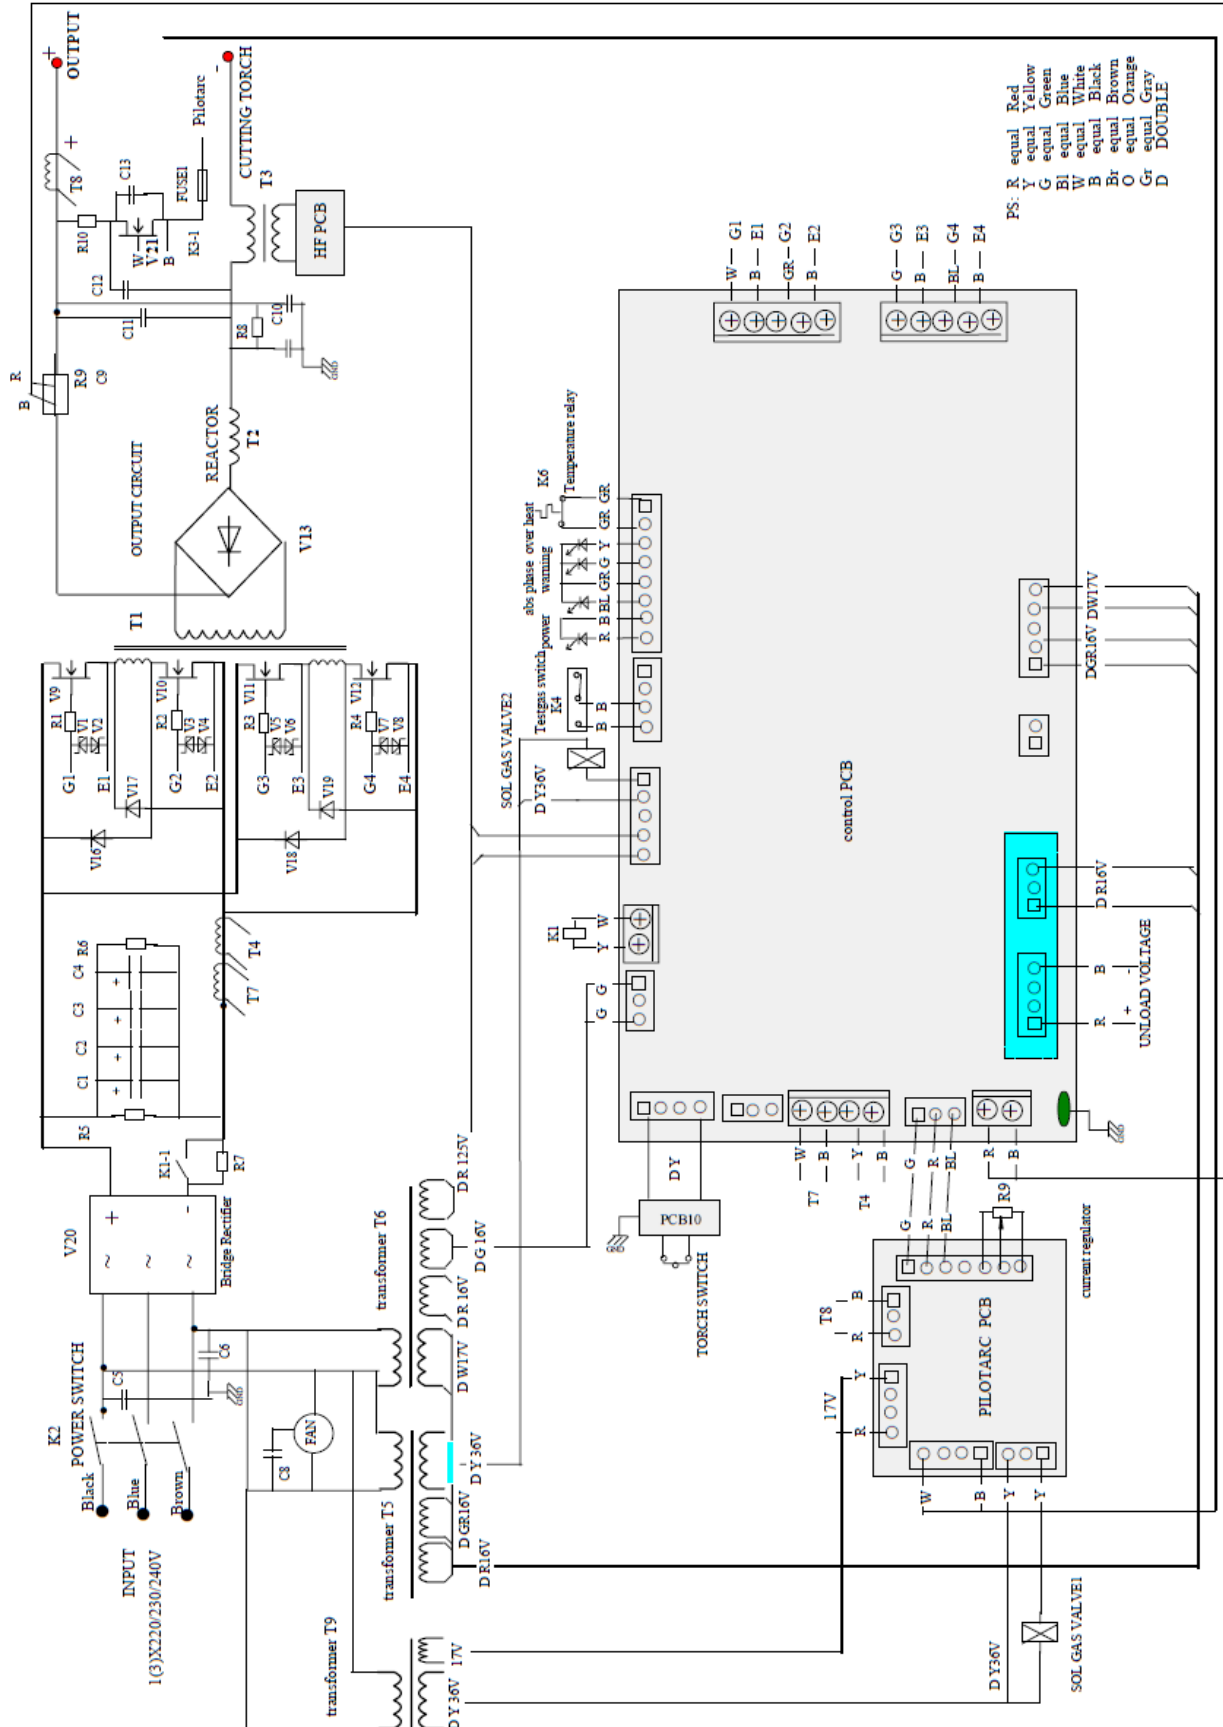 OUTPUT
+
-
CUTTING TORCH
Pilotarc
FUSE1
C13
T8
+
R10
W
V21
B
K3-1
T3
HF PCB
C12
C11
C10
R8
GND
R
B
R9
C9
REACTOR
T2
OUTPUT CIRCUIT
V13
T1
V9
R1
V1
V2
G1
E1
V10
R2
V3
V4
G2
E2
V17
V16
V11
R3
V5
V6
G3
E3
V12
R4
V7
V8
G4
E4
V19
V18
T4
T7
R6
C4
C3
C2
C1
+
+
+
+
R5
K1-1
R7
V20
+
-
~
~
~
Bridge Rectifier
K2
POWER SWITCH
C5
C6
GND
Black
Blue
Brown
INPUT
1(3)X220/230/240V
FAN
C8
transformer T6
D R 125V
D G 16V
D R 16V
D W17V
transformer T5
D Y 36V
D GR16V
D R16V
transformer T9
17V
D Y 36V
PS: R equal Red
Y equal Yellow
G equal Green
Bl equal Blue
W equal White
B equal Black
Br equal Brown
O equal Orange
Gr equal Gray
D DOUBLE
W — G1
B — E1
GR — G2
B — E2
G — G3
B — E3
BL — G4
B — E4
control PCB
Temperature relay
K6
abs phase over heat
warning
power
GR
GR
Y
G
GR
BL
B
R
Testgas switch
K4
B
B
SOL GAS VALVE2
D Y36V
K1
W
Y
G
G
D Y
GND
PCB10
TORCH SWITCH
W
B
T7
Y
B
T4
G
R
BL
G
R
BL
R
B
GND
R9
current regulator
DW17V
DGR16V
D R16V
B
-
UNLOAD VOLTAGE
+
R
T8
B
R
17V
Y
R
PILOTARC PCB
W
B
Y
Y
D Y36V
SOL GAS VALVE1